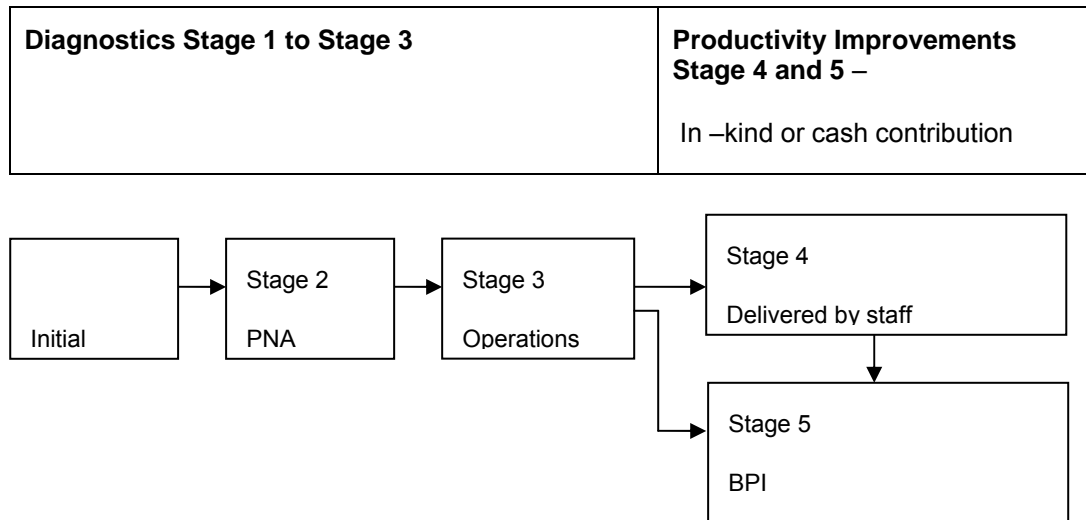 Diagnostics Stage 1 to Stage 3
Productivity Improvements
Stage 4 and 5 –
In –kind or cash contribution
Initial
Stage 2
PNA
Stage 3
Operations
Stage 4
Delivered by staff
Stage 5
BPI